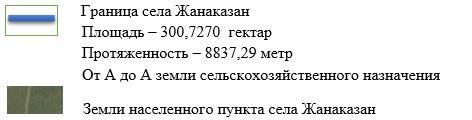 Граница села Жанаказан
Площадь – 300,7270 гектар
Протяженность – 8837,29 метр
От А до А земли сельскохозяйственного назначения
Земли населенного пункта села Жанаказан